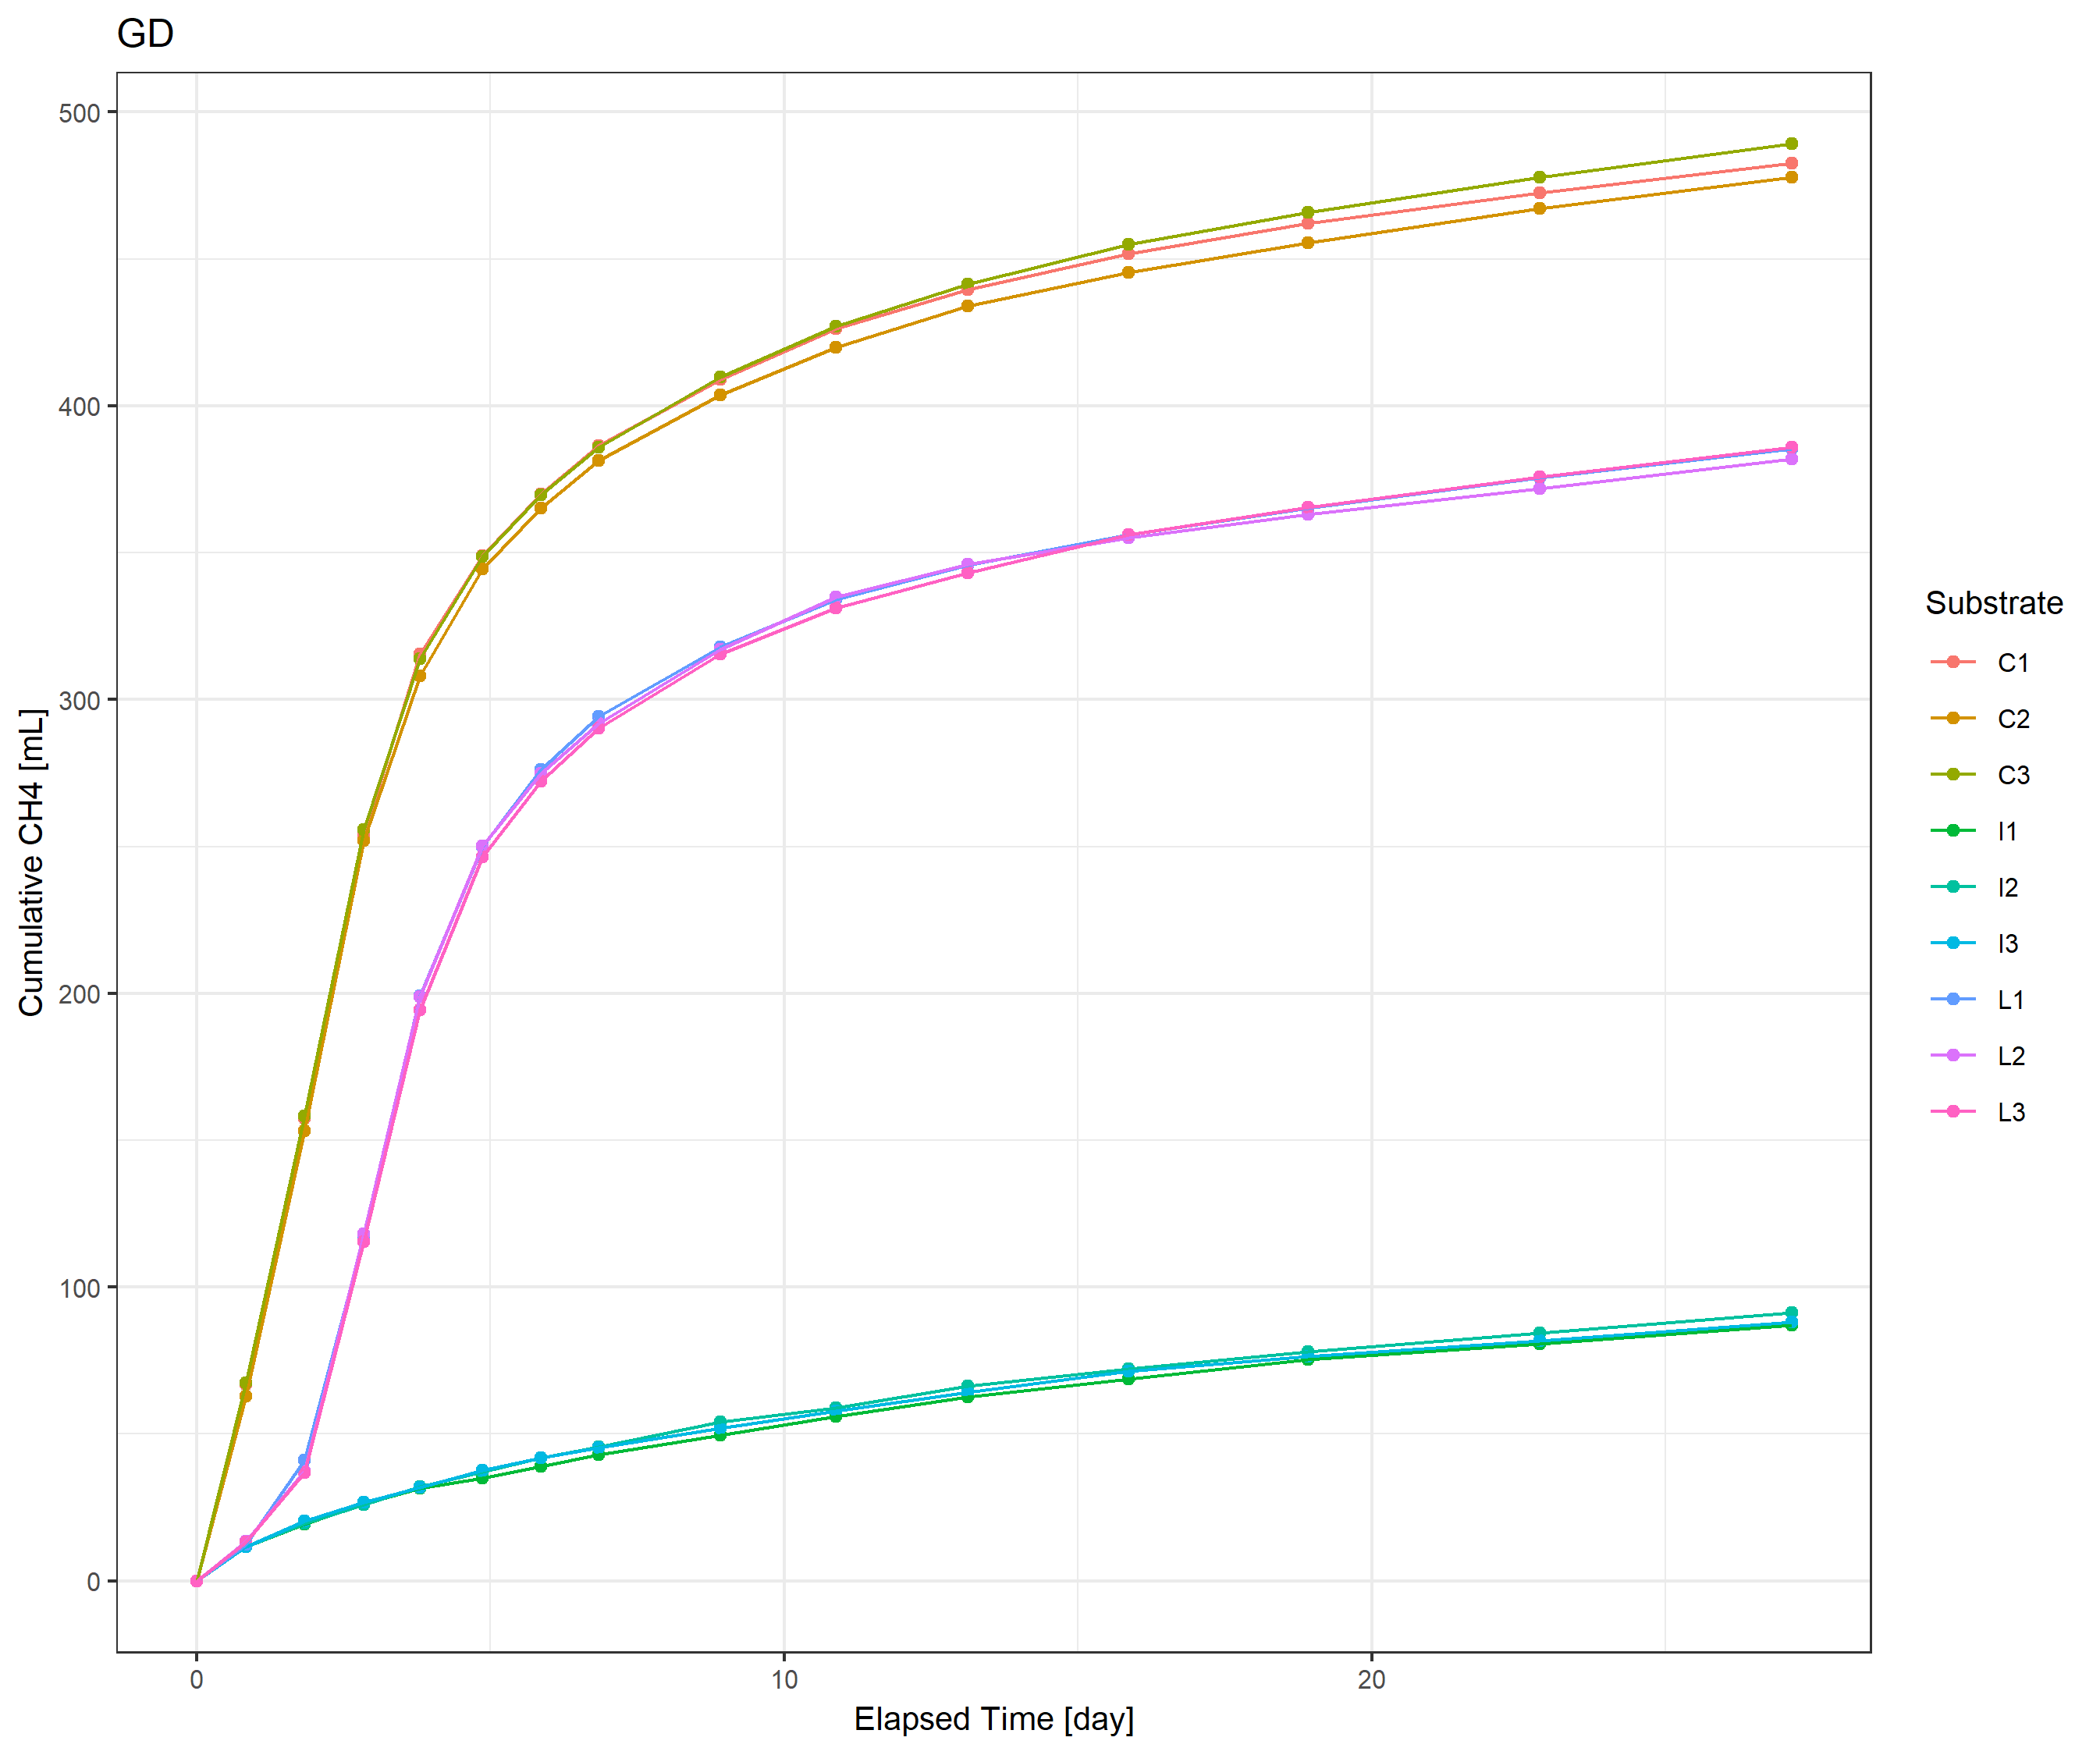 GD
500
400
300
200
100
0
0 10 20
Cumulative CH4 [mL]
Elapsed Time [day]
Substrate
C1
C2
C3
I1
I2
I3
L1
L2
L3